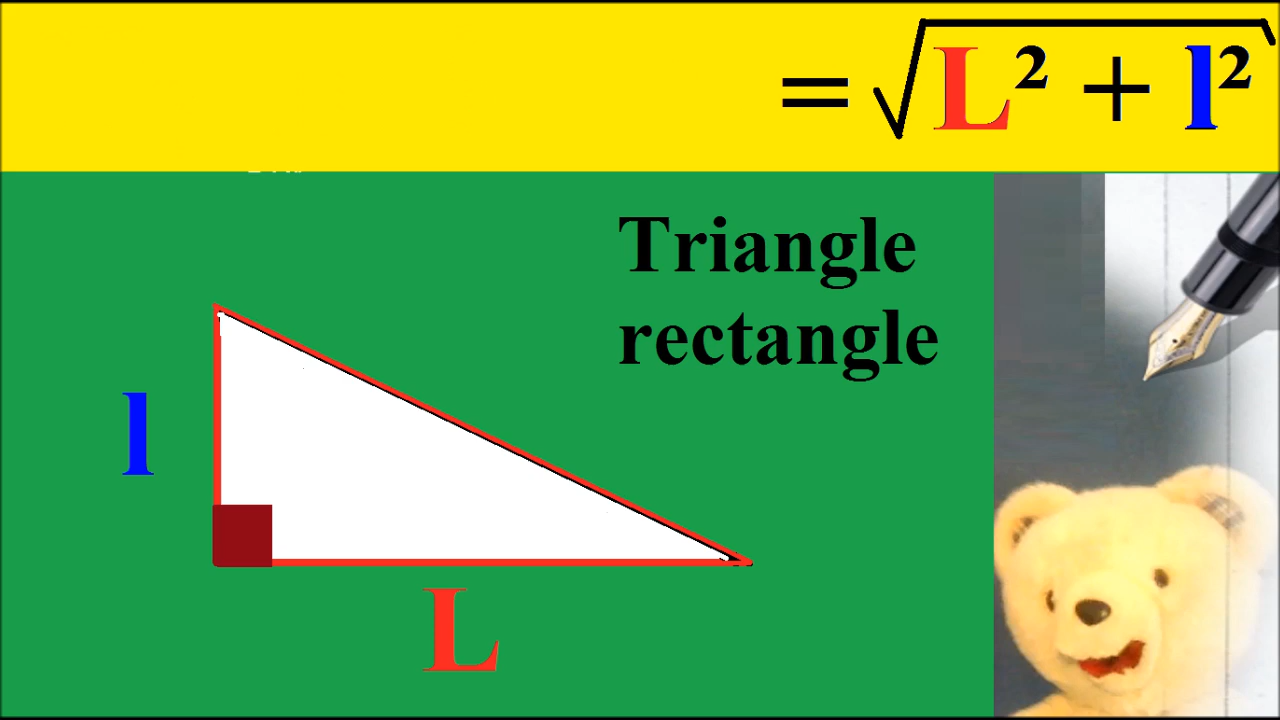 = √L² + l²
Triangle
rectangle
l
L